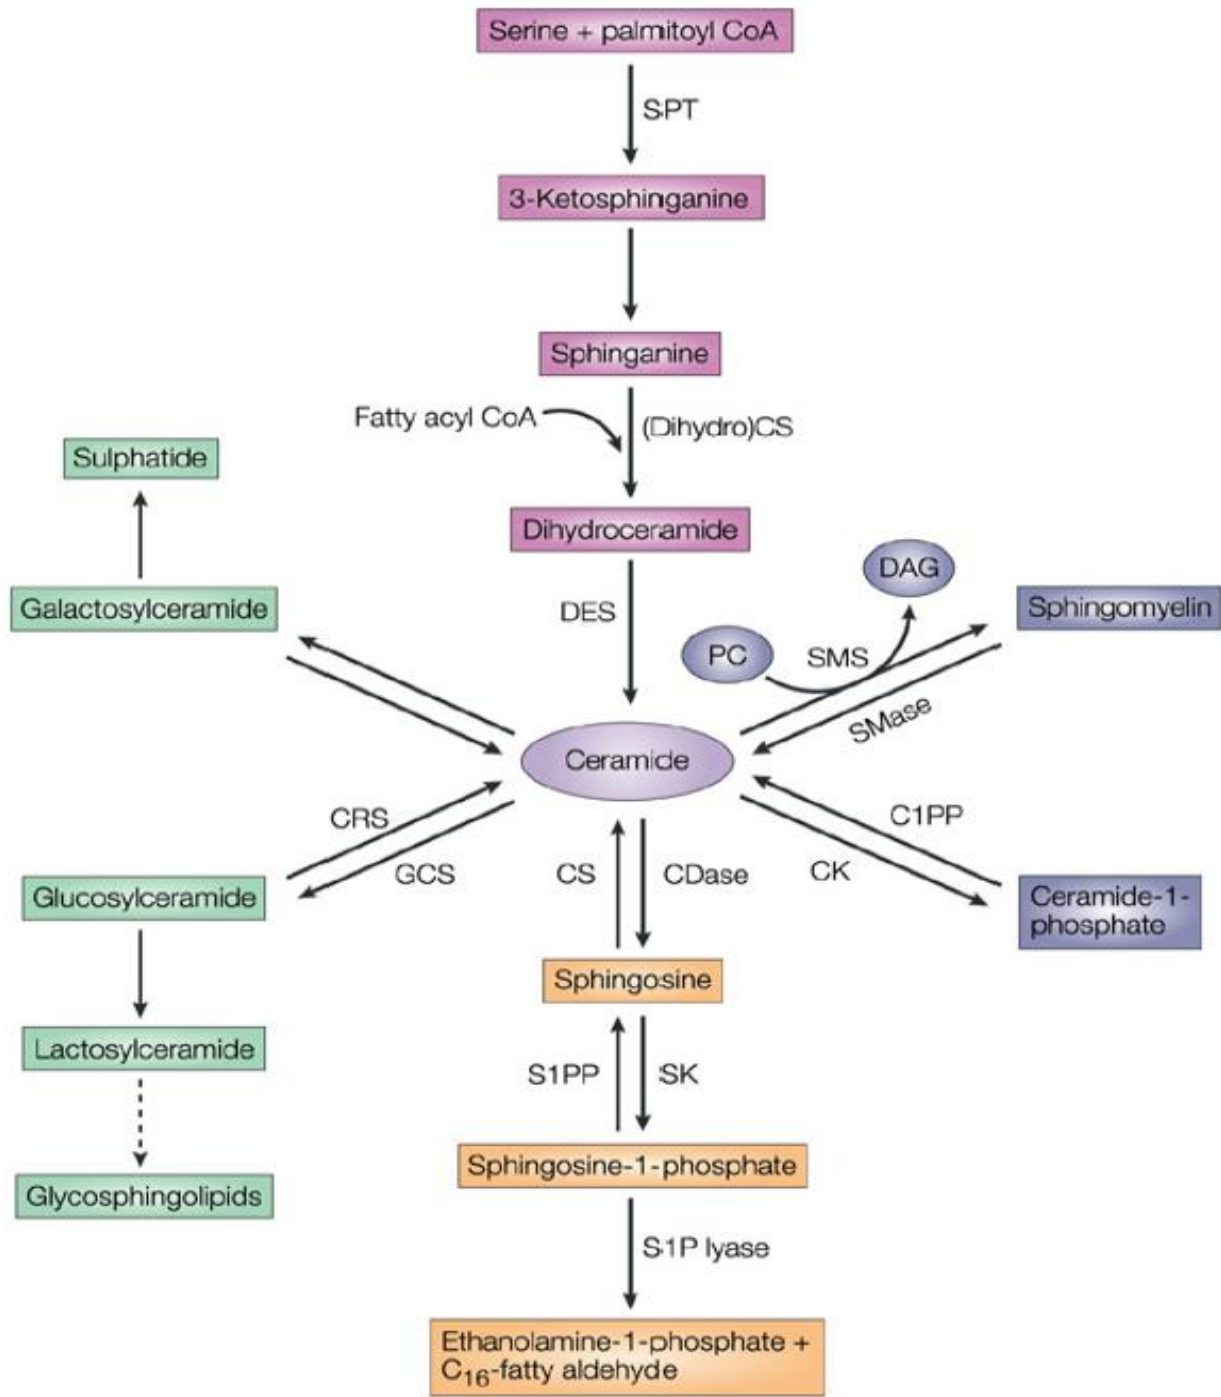 Serine + palmitoyl CoA
SPT
3-Ketosphinganine
Sphinganine
Fatty acyl CoA
(Dihydro)CS
Sulphatide
Dihydroceramide
DAG
Galactosylceramide
DES
Sphingomyelin
PC
SMS
SMase
Ceramide
CRS
C1PP
GCS
CS
CDase
CK
Glucosylceramide
Ceramide-1-
phosphate
Sphingosine
Lactosylceramide
S1PP
SK
Sphingosine-1-phosphate
Glycosphingolipids
S1P lyase
Ethanolamine-1-phosphate +
C₁₆-fatty aldehyde